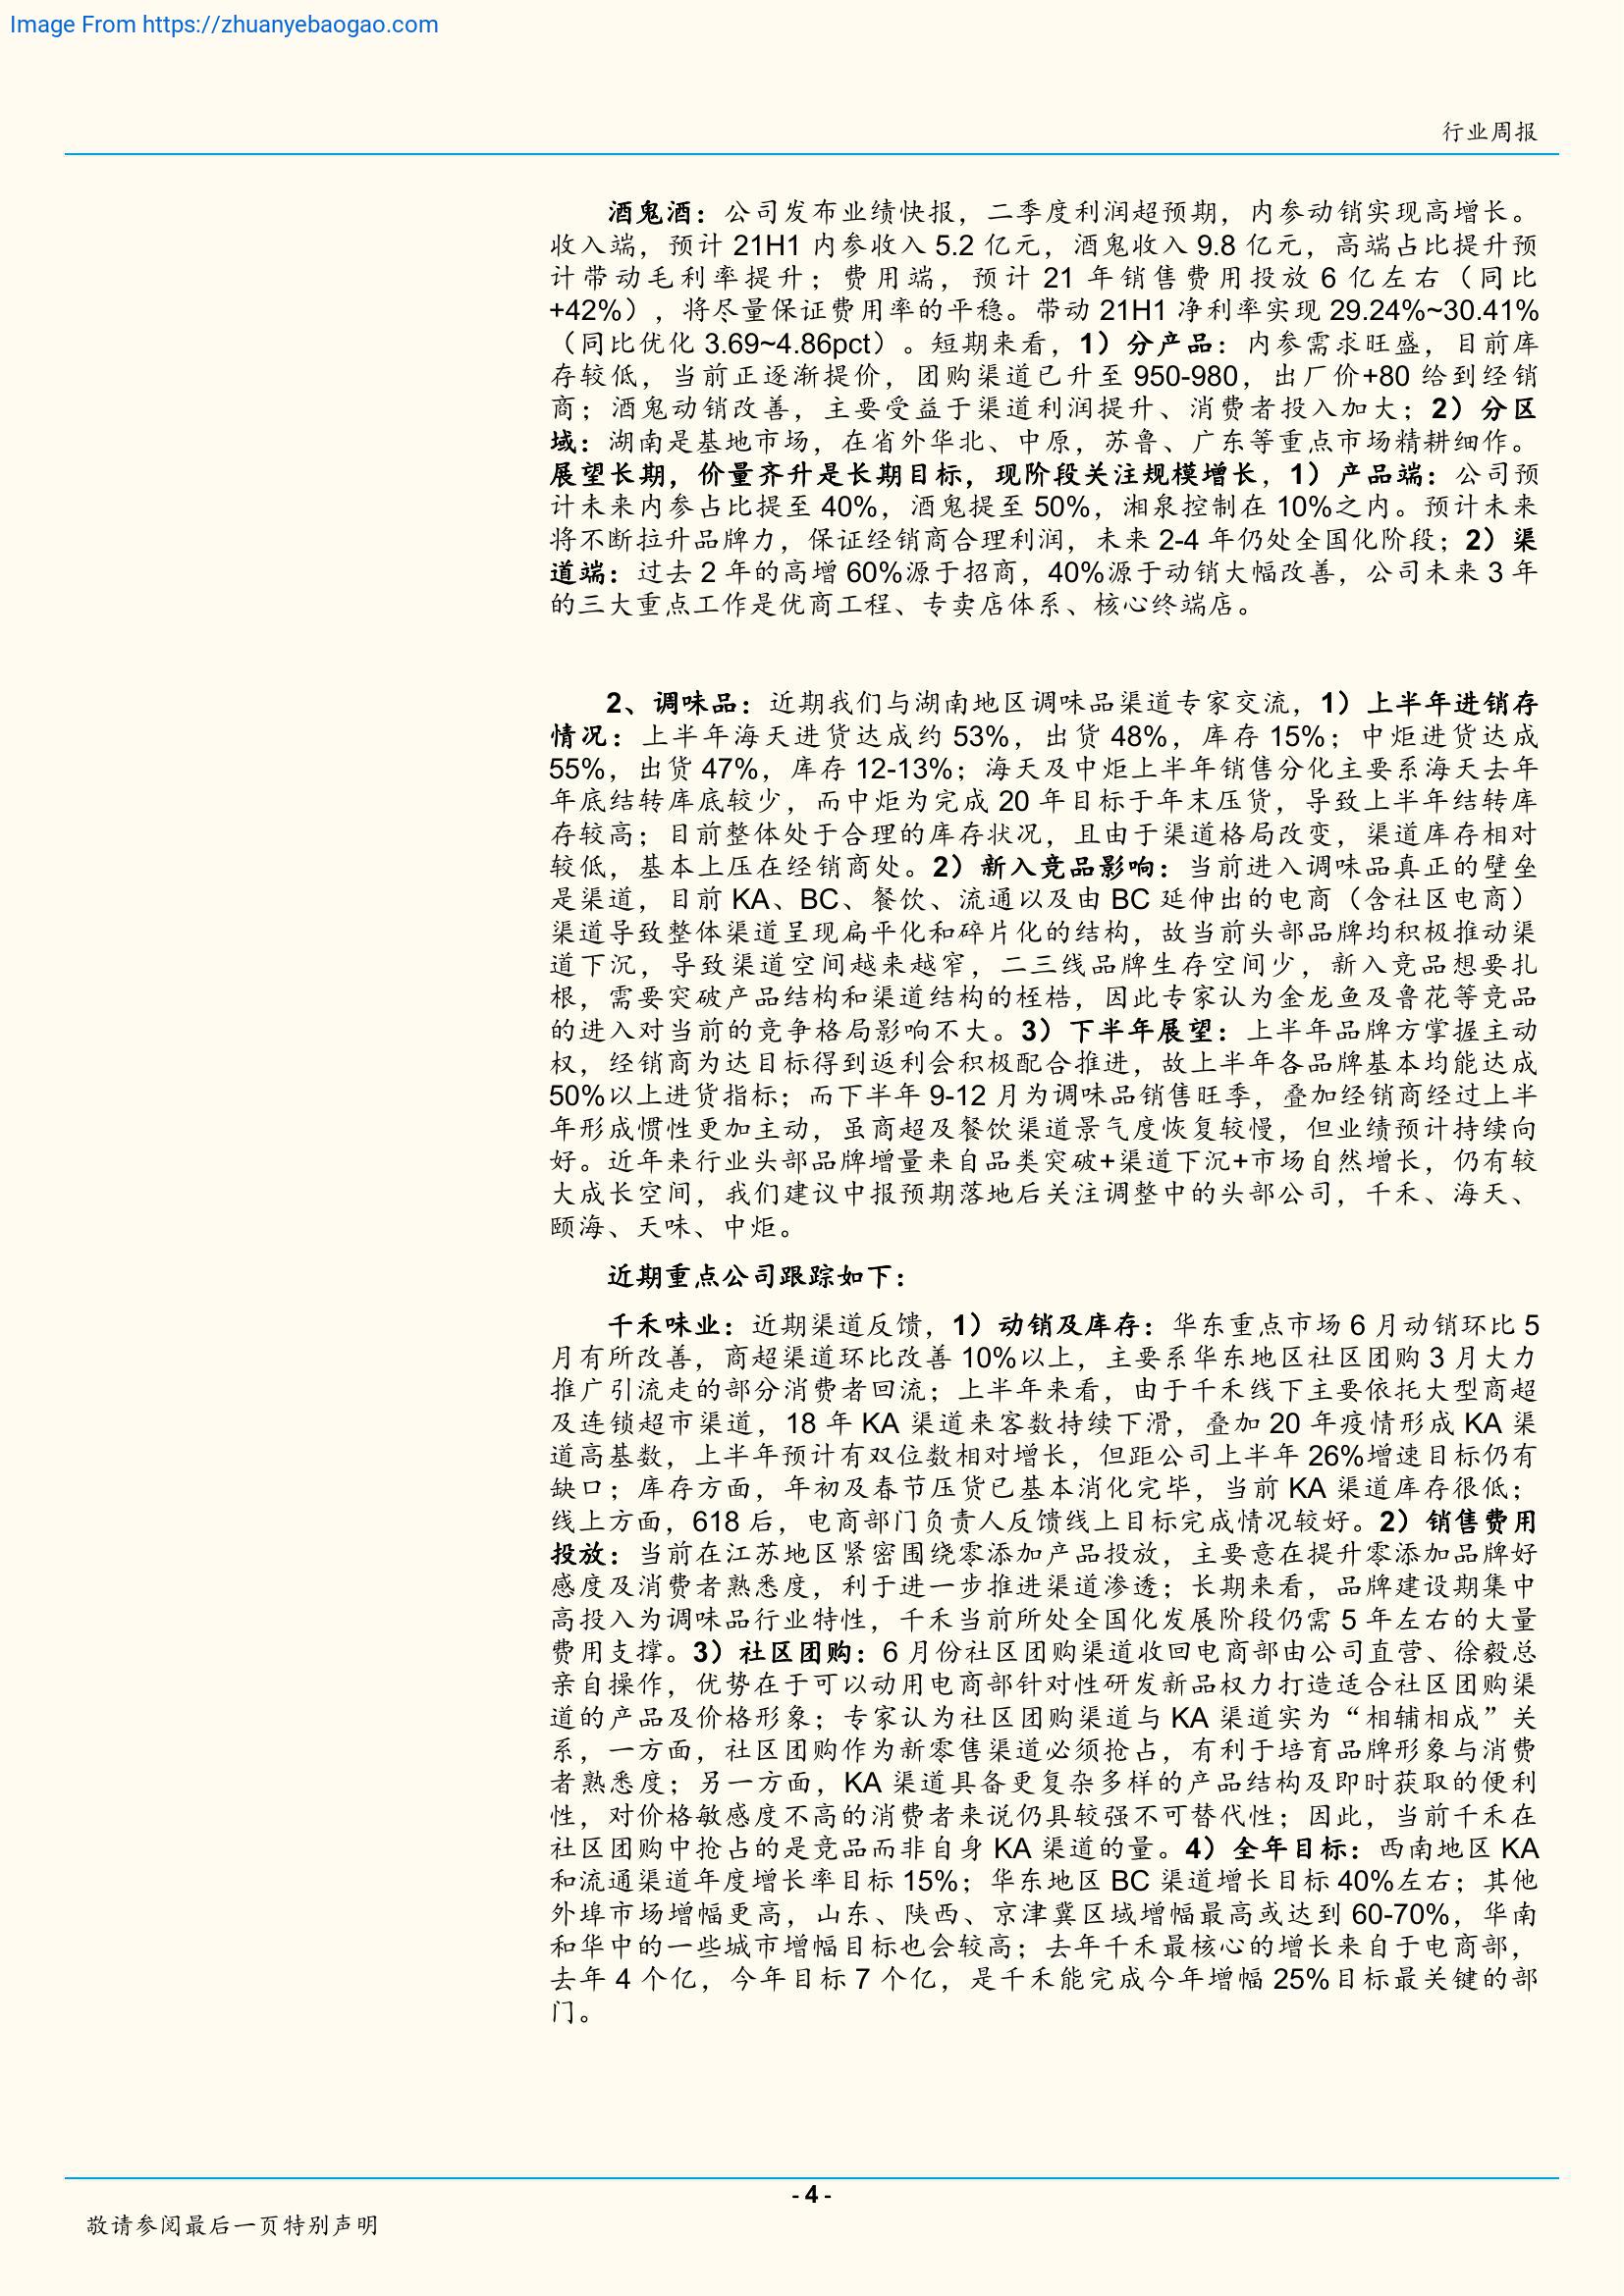 Image From https://zhuanyebaogao.com
行业周报
酒鬼酒：公司发布业绩快报，二季度利润超预期，内参动销实现高增长。
收入端，预计 21H1 内参收入 5.2 亿元，酒鬼收入 9.8 亿元，高端占比提升预
计带动毛利率提升；费用端，预计 21 年销售费用投放 6 亿左右（同比
+42%），将尽量保证费用率的平稳。带动 21H1 净利率实现 29.24%~30.41%
（同比优化 3.69~4.86pct）。短期来看，1）分产品：内参需求旺盛，目前库
存较低，当前正逐渐提价，团购渠道已升至 950-980，出厂价+80 给到经销
商；酒鬼动销改善，主要受益于渠道利润提升、消费者投入加大；2）分区
域：湖南是基地市场，在省外华北、中原，苏鲁、广东等重点市场精耕细作。
展望长期，价量齐升是长期目标，现阶段关注规模增长，1）产品端：公司预
计未来内参占比提至 40%，酒鬼提至 50%，湘泉控制在 10%之内。预计未来
将不断拉升品牌力，保证经销商合理利润，未来 2-4 年仍处全国化阶段；2）渠
道端：过去 2 年的高增 60%源于招商，40%源于动销大幅改善，公司未来 3 年
的三大重点工作是优商工程、专卖店体系、核心终端店。
2、调味品：近期我们与湖南地区调味品渠道专家交流，1）上半年进销存
情况：上半年海天进货达成约 53%，出货 48%，库存 15%；中炬进货达成
55%，出货 47%，库存 12-13%；海天及中炬上半年销售分化主要系海天去年
年底结转库底较少，而中炬为完成 20 年目标于年末压货，导致上半年结转库
存较高；目前整体处于合理的库存状况，且由于渠道格局改变，渠道库存相对
较低，基本上压在经销商处。2）新入竞品影响：当前进入调味品真正的壁垒
是渠道，目前 KA、BC、餐饮、流通以及由 BC 延伸出的电商（含社区电商）
渠道导致整体渠道呈现扁平化和碎片化的结构，故当前头部品牌均积极推动渠
道下沉，导致渠道空间越来越窄，二三线品牌生存空间少，新入竞品想要扎
根，需要突破产品结构和渠道结构的桎梏，因此专家认为金龙鱼及鲁花等竞品
的进入对当前的竞争格局影响不大。3）下半年展望：上半年品牌方掌握主动
权，经销商为达目标得到返利会积极配合推进，故上半年各品牌基本均能达成
50%以上进货指标；而下半年 9-12 月为调味品销售旺季，叠加经销商经过上半
年形成惯性更加主动，虽商超及餐饮渠道景气度恢复较慢，但业绩预计持续向
好。近年来行业头部品牌增量来自品类突破+渠道下沉+市场自然增长，仍有较
大成长空间，我们建议中报预期落地后关注调整中的头部公司，千禾、海天、
颐海、天味、中炬。
近期重点公司跟踪如下：
千禾味业：近期渠道反馈，1）动销及库存：华东重点市场 6 月动销环比 5
月有所改善，商超渠道环比改善 10%以上，主要系华东地区社区团购 3 月大力
推广引流走的部分消费者回流；上半年来看，由于千禾线下主要依托大型商超
及连锁超市渠道，18 年 KA 渠道来客数持续下滑，叠加 20 年疫情形成 KA 渠
道高基数，上半年预计有双位数相对增长，但距公司上半年 26%增速目标仍有
缺口；库存方面，年初及春节压货已基本消化完毕，当前 KA 渠道库存很低；
线上方面，618 后，电商部门负责人反馈线上目标完成情况较好。2）销售费用
投放：当前在江苏地区紧密围绕零添加产品投放，主要意在提升零添加品牌好
感度及消费者熟悉度，利于进一步推进渠道渗透；长期来看，品牌建设期集中
高投入为调味品行业特性，千禾当前所处全国化发展阶段仍需 5 年左右的大量
费用支撑。3）社区团购：6 月份社区团购渠道收回电商部由公司直营、徐毅总
亲自操作，优势在于可以动用电商部针对性研发新品权力打造适合社区团购渠
道的产品及价格形象；专家认为社区团购渠道与 KA 渠道实为“相辅相成”关
系，一方面，社区团购作为新零售渠道必须抢占，有利于培育品牌形象与消费
者熟悉度；另一方面，KA 渠道具备更复杂多样的产品结构及即时获取的便利
性，对价格敏感度不高的消费者来说仍具较强不可替代性；因此，当前千禾在
社区团购中抢占的是竞品而非自身 KA 渠道的量。4）全年目标：西南地区 KA
和流通渠道年度增长率目标 15%；华东地区 BC 渠道增长目标 40%左右；其他
外埠市场增幅更高，山东、陕西、京津冀区域增幅最高或达到 60-70%，华南
和华中的一些城市增幅目标也会较高；去年千禾最核心的增长来自于电商部，
去年 4 个亿，今年目标 7 个亿，是千禾能完成今年增幅 25%目标最关键的部
门。
- 4 -
敬请参阅最后一页特别声明